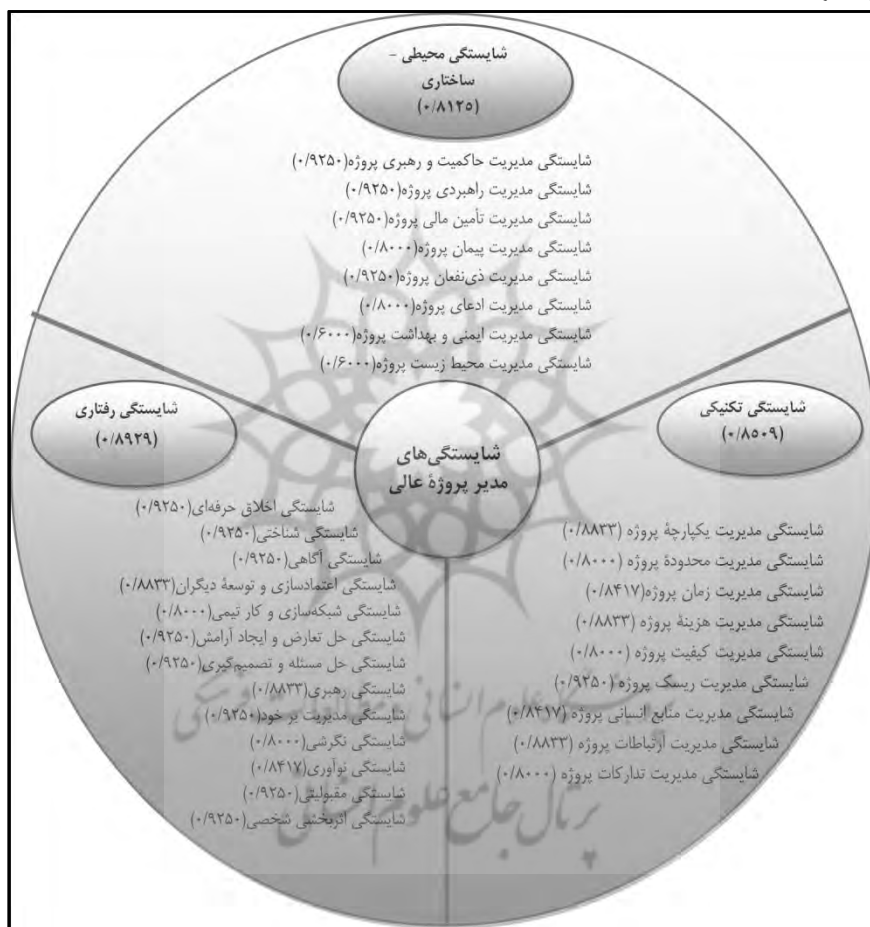 شایستگی محیطی –
ساختاری
(۰/۸۱۲۵)
شایستگی مدیریت حاکمیت و رهبری پروژه(۰/۹۲۵۰)
شایستگی مدیریت راهبردی پروژه(۰/۹۲۵۰)
شایستگی مدیریت تأمین مالی پروژه(۰/۹۲۵۰)
شایستگی مدیریت پیمان پروژه(۰/۸۰۰۰)
شایستگی مدیریت ذی‌نفعان پروژه(۰/۹۲۵۰)
شایستگی مدیریت ادعای پروژه(۰/۸۰۰۰)
شایستگی مدیریت ایمنی و بهداشت پروژه(۰/۶۰۰۰)
شایستگی مدیریت محیط زیست پروژه(۰/۶۰۰۰)
شایستگی تکنیکی
(۰/۸۵۰۹)
شایستگی مدیریت یکپارچهٔ پروژه (۰/۸۸۳۳)
شایستگی مدیریت محدودهٔ پروژه (۰/۸۰۰۰)
شایستگی مدیریت زمان پروژه(۰/۸۴۱۷)
شایستگی مدیریت هزینهٔ پروژه (۰/۸۸۳۳)
شایستگی مدیریت کیفیت پروژه (۰/۸۰۰۰)
شایستگی مدیریت ریسک پروژه (۰/۹۲۵۰)
شایستگی مدیریت منابع انسانی پروژه (۰/۸۴۱۷)
شایستگی مدیریت ارتباطات پروژه (۰/۸۸۳۳)
شایستگی مدیریت تدارکات پروژه (۰/۸۰۰۰)
شایستگی‌های
مدیر پروژهٔ عالی
شایستگی رفتاری
(۰/۸۹۲۹)
شایستگی اخلاق حرفه‌ای(۰/۹۲۵۰)
شایستگی شناختی(۰/۹۲۵۰)
شایستگی آگاهی(۰/۹۲۵۰)
شایستگی اعتمادسازی و توسعهٔ دیگران(۰/۸۸۳۳)
شایستگی شبکه‌سازی و کار تیمی(۰/۸۰۰۰)
شایستگی حل تعارض و ایجاد آرامش(۰/۹۲۵۰)
شایستگی حل مسئله و تصمیم‌گیری(۰/۹۲۵۰)
شایستگی رهبری(۰/۸۸۳۳)
شایستگی مدیریت بر خود(۰/۹۲۵۰)
شایستگی نگرشی(۰/۸۰۰۰)
شایستگی نوآوری(۰/۸۴۱۷)
شایستگی مقبولیتی(۰/۹۲۵۰)
شایستگی اثربخشی شخصی(۰/۹۲۵۰)
پرتال جامع علوم انسانی